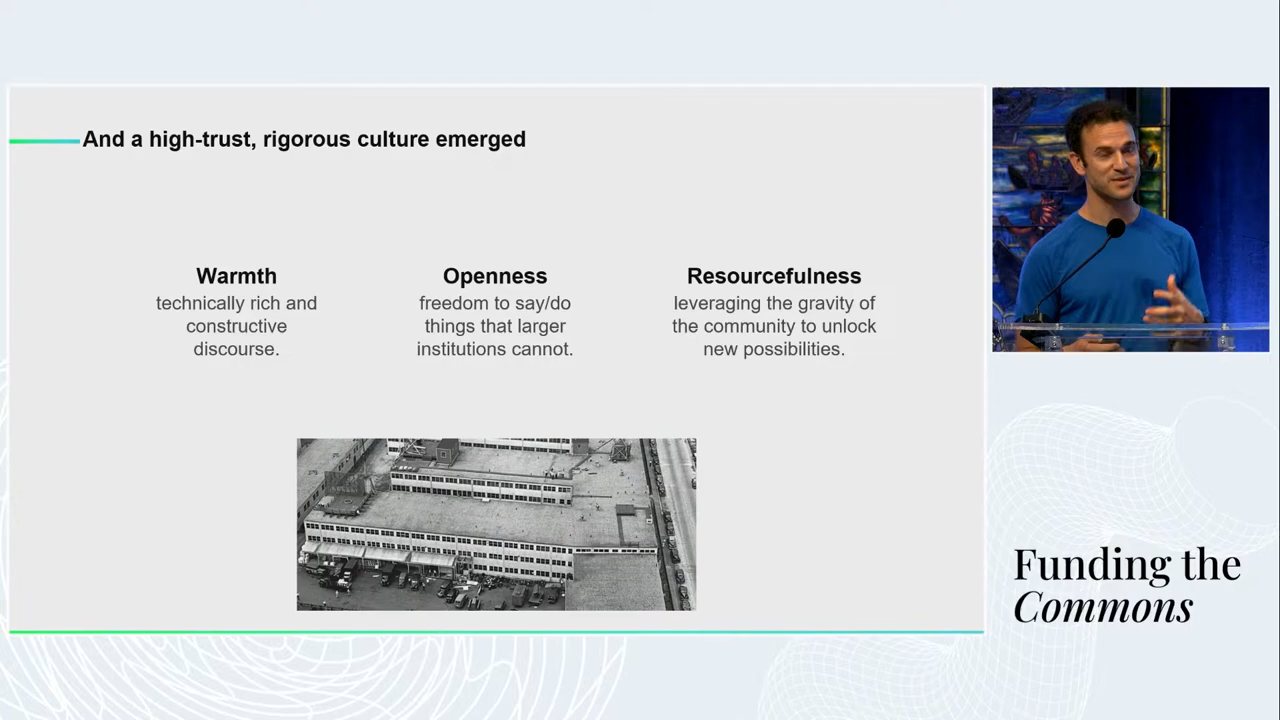 And a high-trust, rigorous culture emerged
Warmth
technically rich and
constructive
discourse.
Openness
freedom to say/do
things that larger
institutions cannot.
Resourcefulness
leveraging the gravity of
the community to unlock
new possibilities.
Funding the
Commons